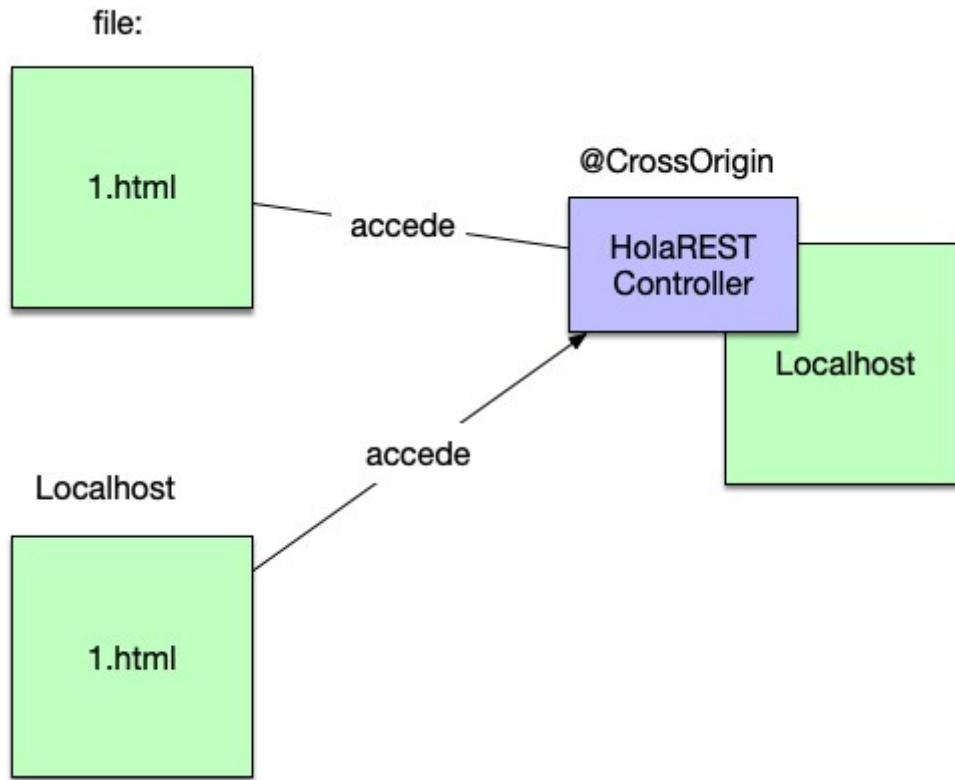 file:
1.html
accede
@CrossOrigin
HolaREST
Controller
Localhost
accede
Localhost
1.html